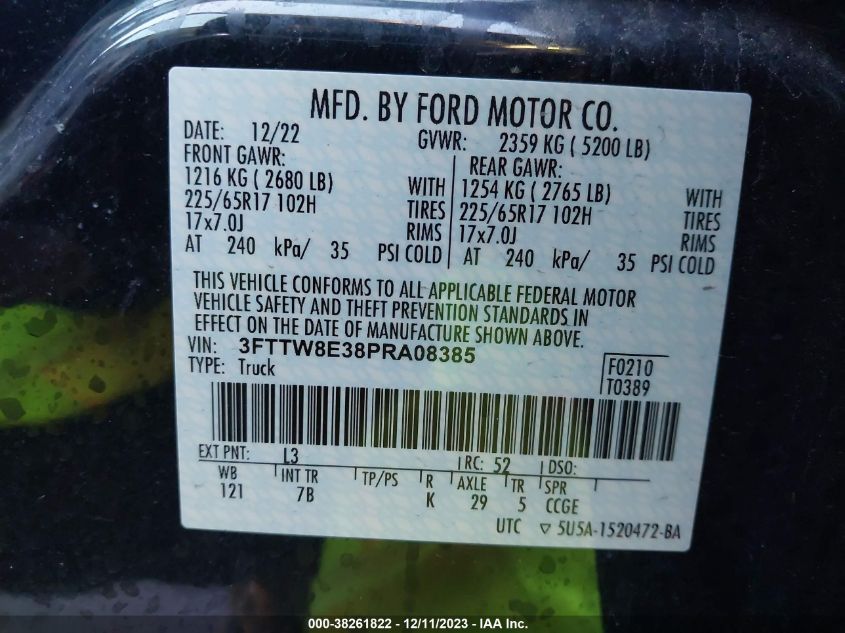 MFD. BY FORD MOTOR CO.
DATE: 12/22 GVWR: 2359 KG ( 5200 LB)
FRONT GAWR: REAR GAWR:
1216 KG ( 2680 LB) WITH 1254 KG ( 2765 LB) WITH
225/65R17 102H TIRES 225/65R17 102H TIRES
17x7.0J RIMS 17x7.0J RIMS
AT 240 kPa/ 35 PSI COLD AT 240 kPa/ 35 PSI COLD
THIS VEHICLE CONFORMS TO ALL APPLICABLE FEDERAL MOTOR
VEHICLE SAFETY AND THEFT PREVENTION STANDARDS IN
EFFECT ON THE DATE OF MANUFACTURE SHOWN ABOVE.
VIN: 3FTTW8E38PRA08385
TYPE: Truck
F0210
T0389
EXT PNT: L3 RC: 52 DSO:
WB INT TR TP/PS R AXLE TR SPR
121 7B K 29 5 CCGE
UTC ▽ 5U5A-1520472-BA
000-38261822 - 12/11/2023 - IAA Inc.